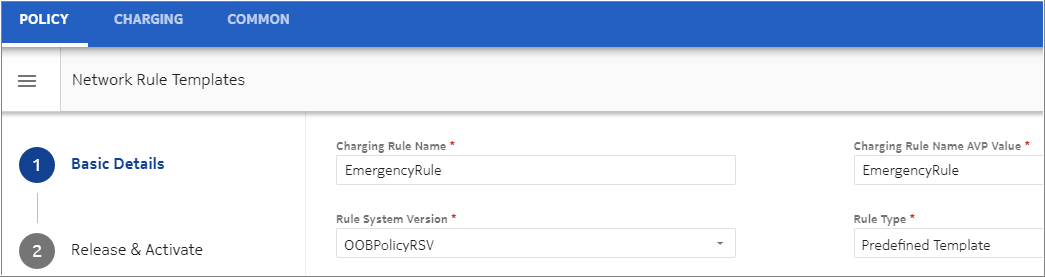 POLICY CHARGING COMMON
Network Rule Templates
1 Basic Details
Charging Rule Name * Charging Rule Name AVP Value *
EmergencyRule EmergencyRule
Rule System Version * Rule Type *
OOBPolicyRSV Predefined Template
2 Release & Activate